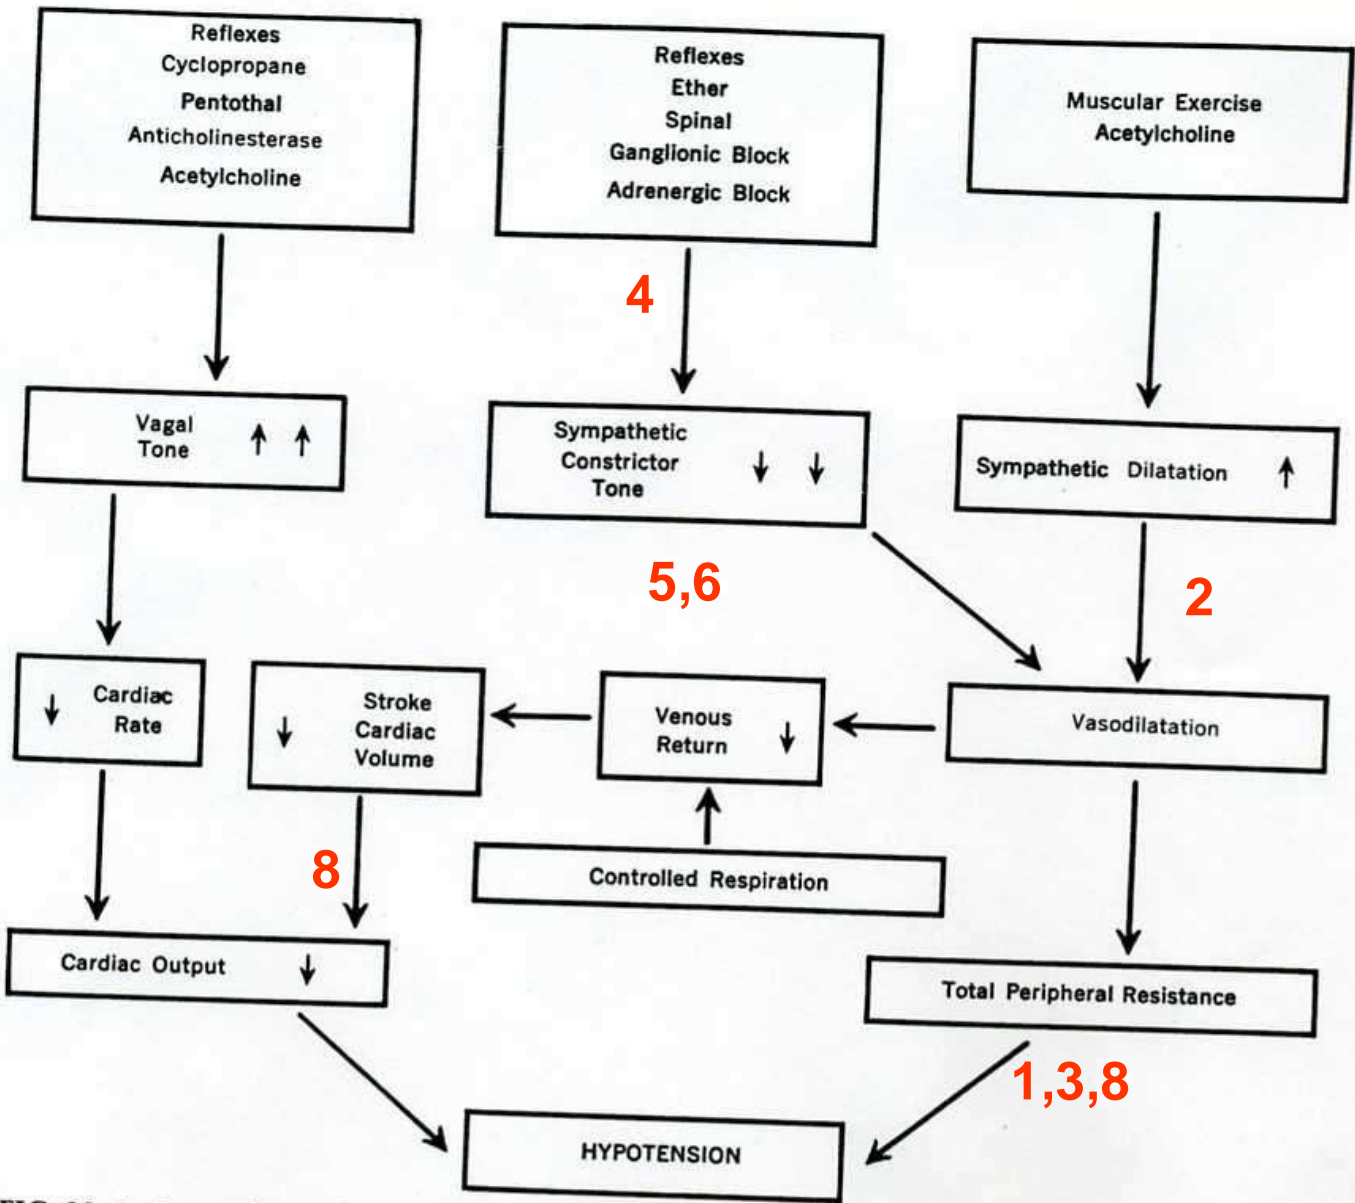 Reflexes
Cyclopropane
Pentothal
Anticholinesterase
Acetylcholine
Reflexes
Ether
Spinal
Ganglionic Block
Adrenergic Block
Muscular Exercise
Acetylcholine
4
Vagal
Tone ↑ ↑
Sympathetic
Constrictor
Tone ↓ ↓
Sympathetic Dilatation ↑
5,6
2
↓ Cardiac
Rate
↓ Stroke
Cardiac
Volume
Venous
Return ↓
Vasodilatation
Controlled Respiration
8
Cardiac Output ↓
Total Peripheral Resistance
1,3,8
HYPOTENSION